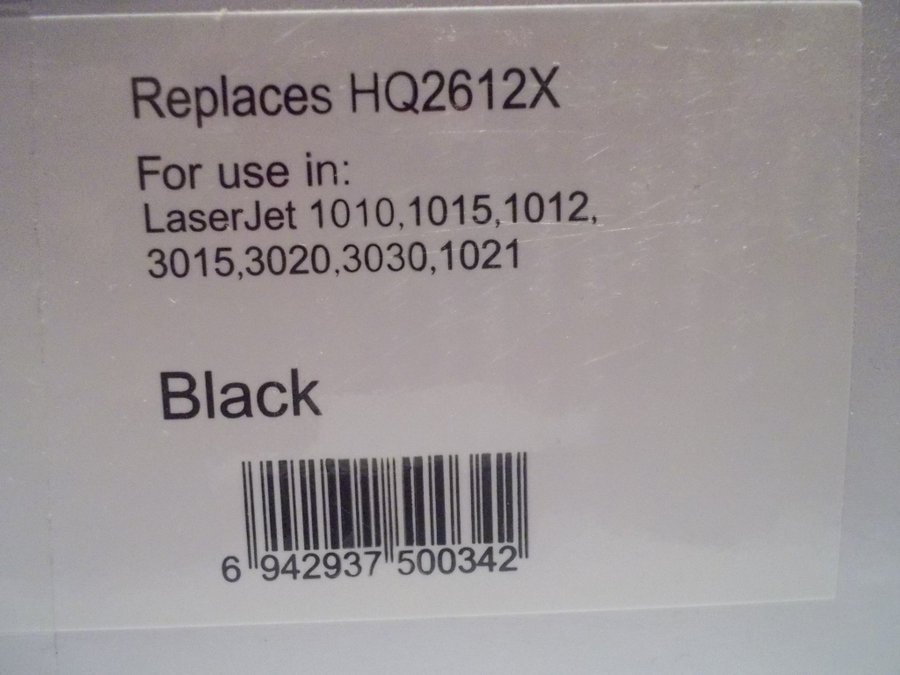 Replaces HQ2612X
For use in:
LaserJet 1010,1015,1012,
3015,3020,3030,1021
Black
6 942937 500342